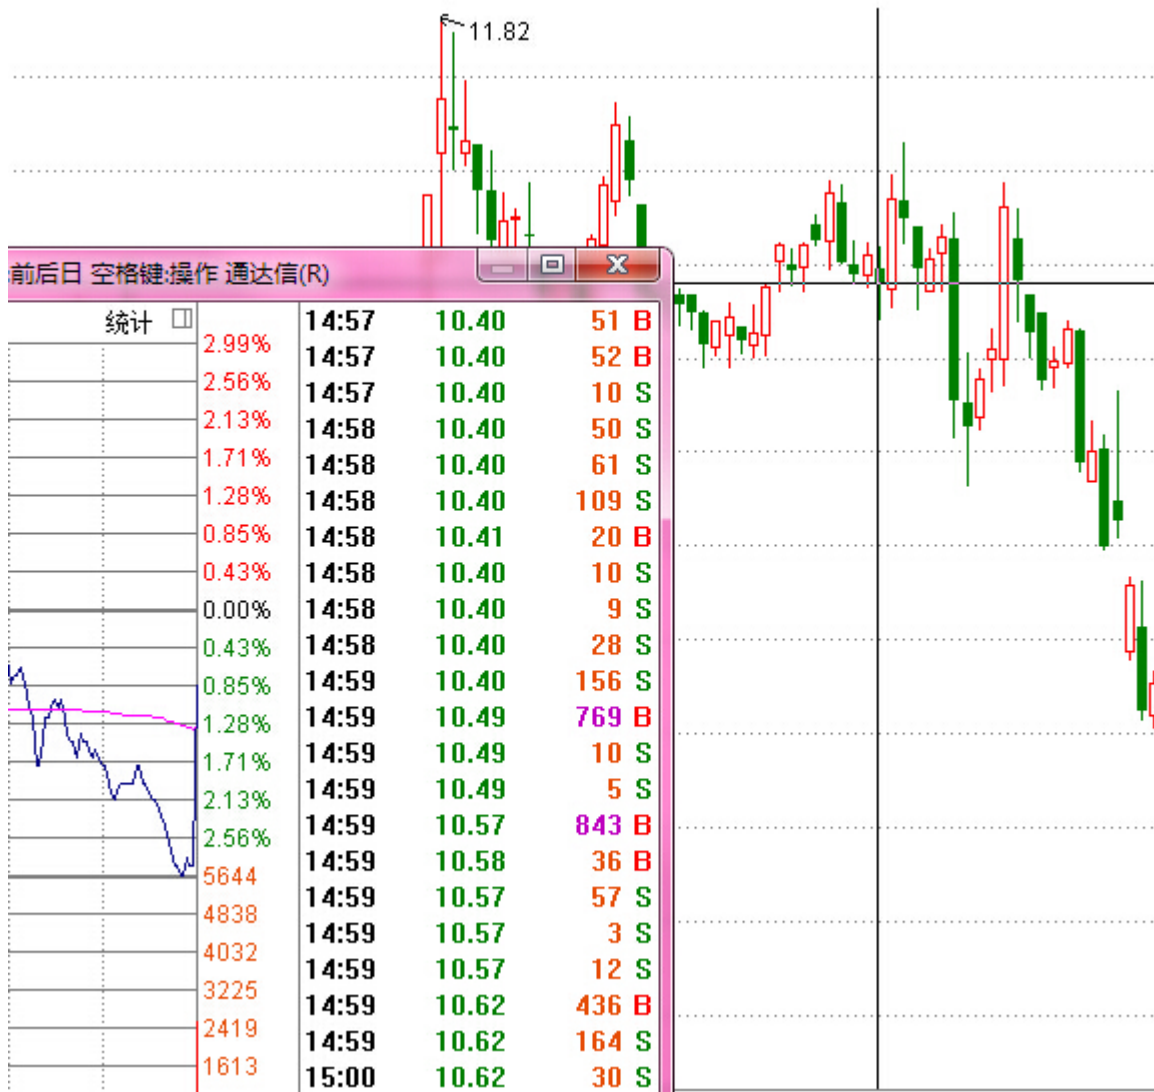 11.82
前后日 空格键:操作 通达信(R)
统计
2.99%
2.56%
2.13%
1.71%
1.28%
0.85%
0.43%
0.00%
0.43%
0.85%
1.28%
1.71%
2.13%
2.56%
5644
4838
4032
3225
2419
1613
14:57 10.40 51 B
14:57 10.40 52 B
14:57 10.40 10 S
14:58 10.40 50 S
14:58 10.40 61 S
14:58 10.40 109 S
14:58 10.41 20 B
14:58 10.40 10 S
14:58 10.40 9 S
14:58 10.40 28 S
14:59 10.40 156 S
14:59 10.49 769 B
14:59 10.49 10 S
14:59 10.49 5 S
14:59 10.57 843 B
14:59 10.58 36 B
14:59 10.57 57 S
14:59 10.57 3 S
14:59 10.57 12 S
14:59 10.62 436 B
14:59 10.62 164 S
15:00 10.62 30 S